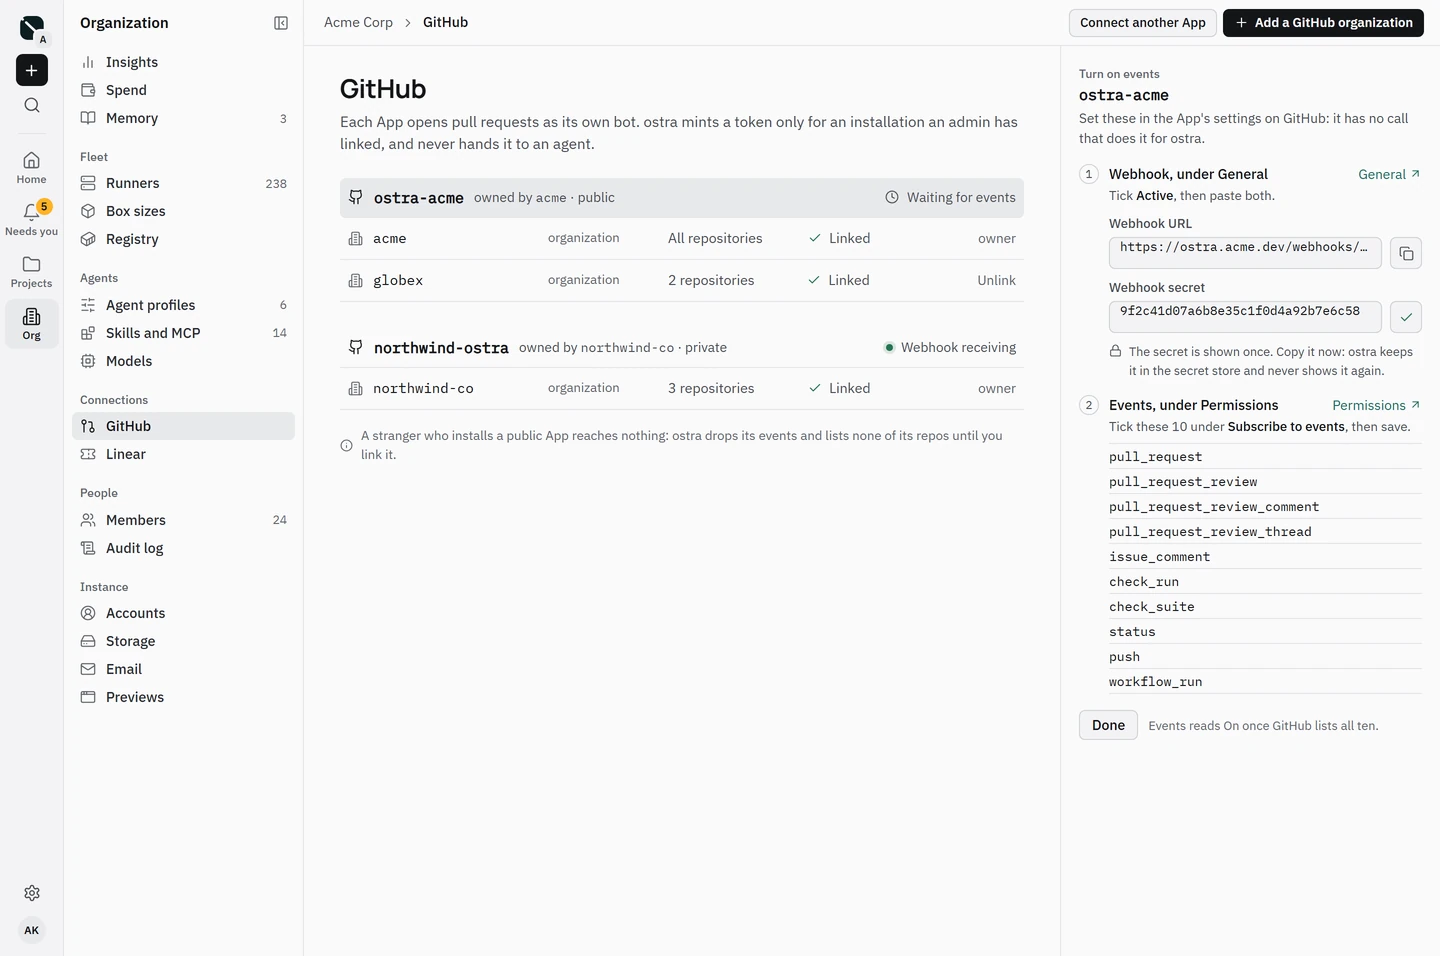 A
Home
5
Needs you
Projects
Org
AK
Organization
Insights
Spend
Memory 3
Fleet
Runners 238
Box sizes
Registry
Agents
Agent profiles 6
Skills and MCP 14
Models
Connections
GitHub
Linear
People
Members 24
Audit log
Instance
Accounts
Storage
Email
Previews
Acme Corp > GitHub
Connect another App
+ Add a GitHub organization
GitHub
Each App opens pull requests as its own bot. ostra mints a token only for an installation an admin has
linked, and never hands it to an agent.
ostra-acme owned by acme · public Waiting for events
acme organization All repositories Linked owner
globex organization 2 repositories Linked Unlink
northwind-ostra owned by northwind-co · private Webhook receiving
northwind-co organization 3 repositories Linked owner
A stranger who installs a public App reaches nothing: ostra drops its events and lists none of its repos until you
link it.
Turn on events
ostra-acme
Set these in the App's settings on GitHub: it has no call
that does it for ostra.
1 Webhook, under General General ↗
Tick Active, then paste both.
Webhook URL
https://ostra.acme.dev/webhooks/…
Webhook secret
9f2c41d07a6b8e35c1f0d4a92b7e6c58
The secret is shown once. Copy it now: ostra keeps
it in the secret store and never shows it again.
2 Events, under Permissions Permissions ↗
Tick these 10 under Subscribe to events, then save.
pull_request
pull_request_review
pull_request_review_comment
pull_request_review_thread
issue_comment
check_run
check_suite
status
push
workflow_run
Done Events reads On once GitHub lists all ten.